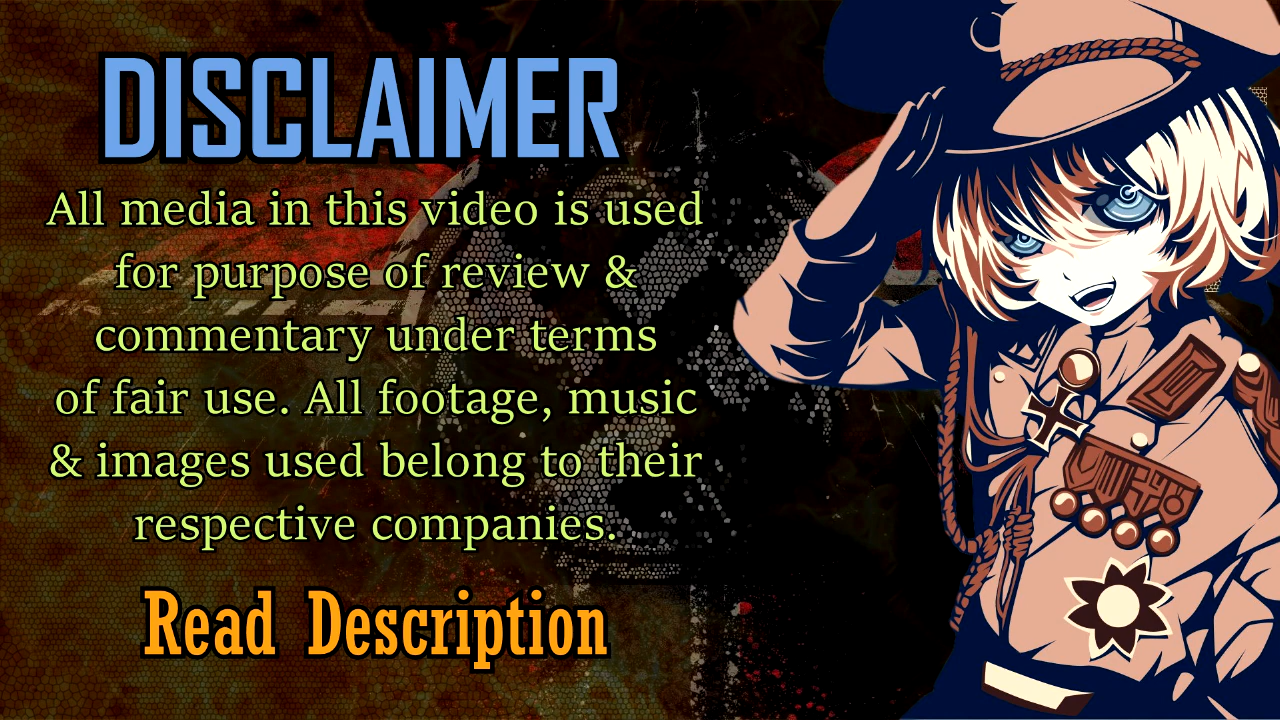 DISCLAIMER
All media in this video is used
for purpose of review &
commentary under terms
of fair use. All footage, music
& images used belong to their
respective companies.
Read Description